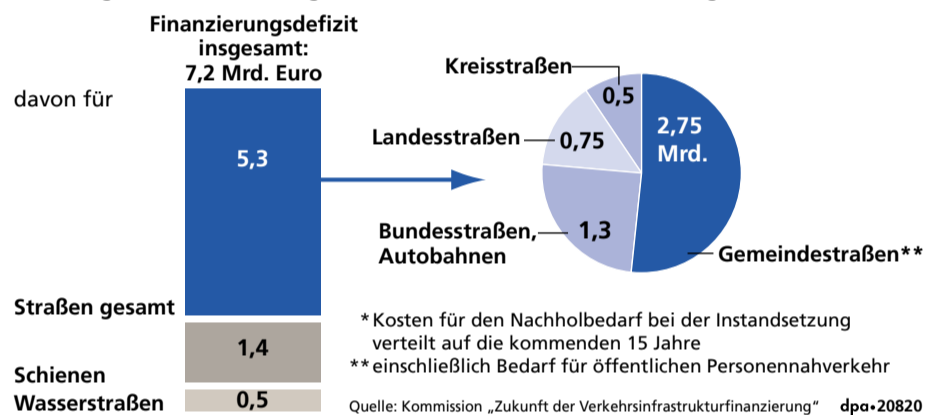 Finanzierungsdefizit
insgesamt:
7,2 Mrd. Euro
davon für
5,3
Straßen gesamt
1,4
Schienen
Wasserstraßen
0,5
Kreisstraßen
0,5
Landesstraßen
0,75
2,75
Mrd.
Bundesstraßen,
Autobahnen
1,3
Gemeindestraßen**
*Kosten für den Nachholbedarf bei der Instandsetzung
verteilt auf die kommenden 15 Jahre
**einschließlich Bedarf für öffentlichen Personennahverkehr
Quelle: Kommission „Zukunft der Verkehrsinfrastrukturfinanzierung“ dpa•20820